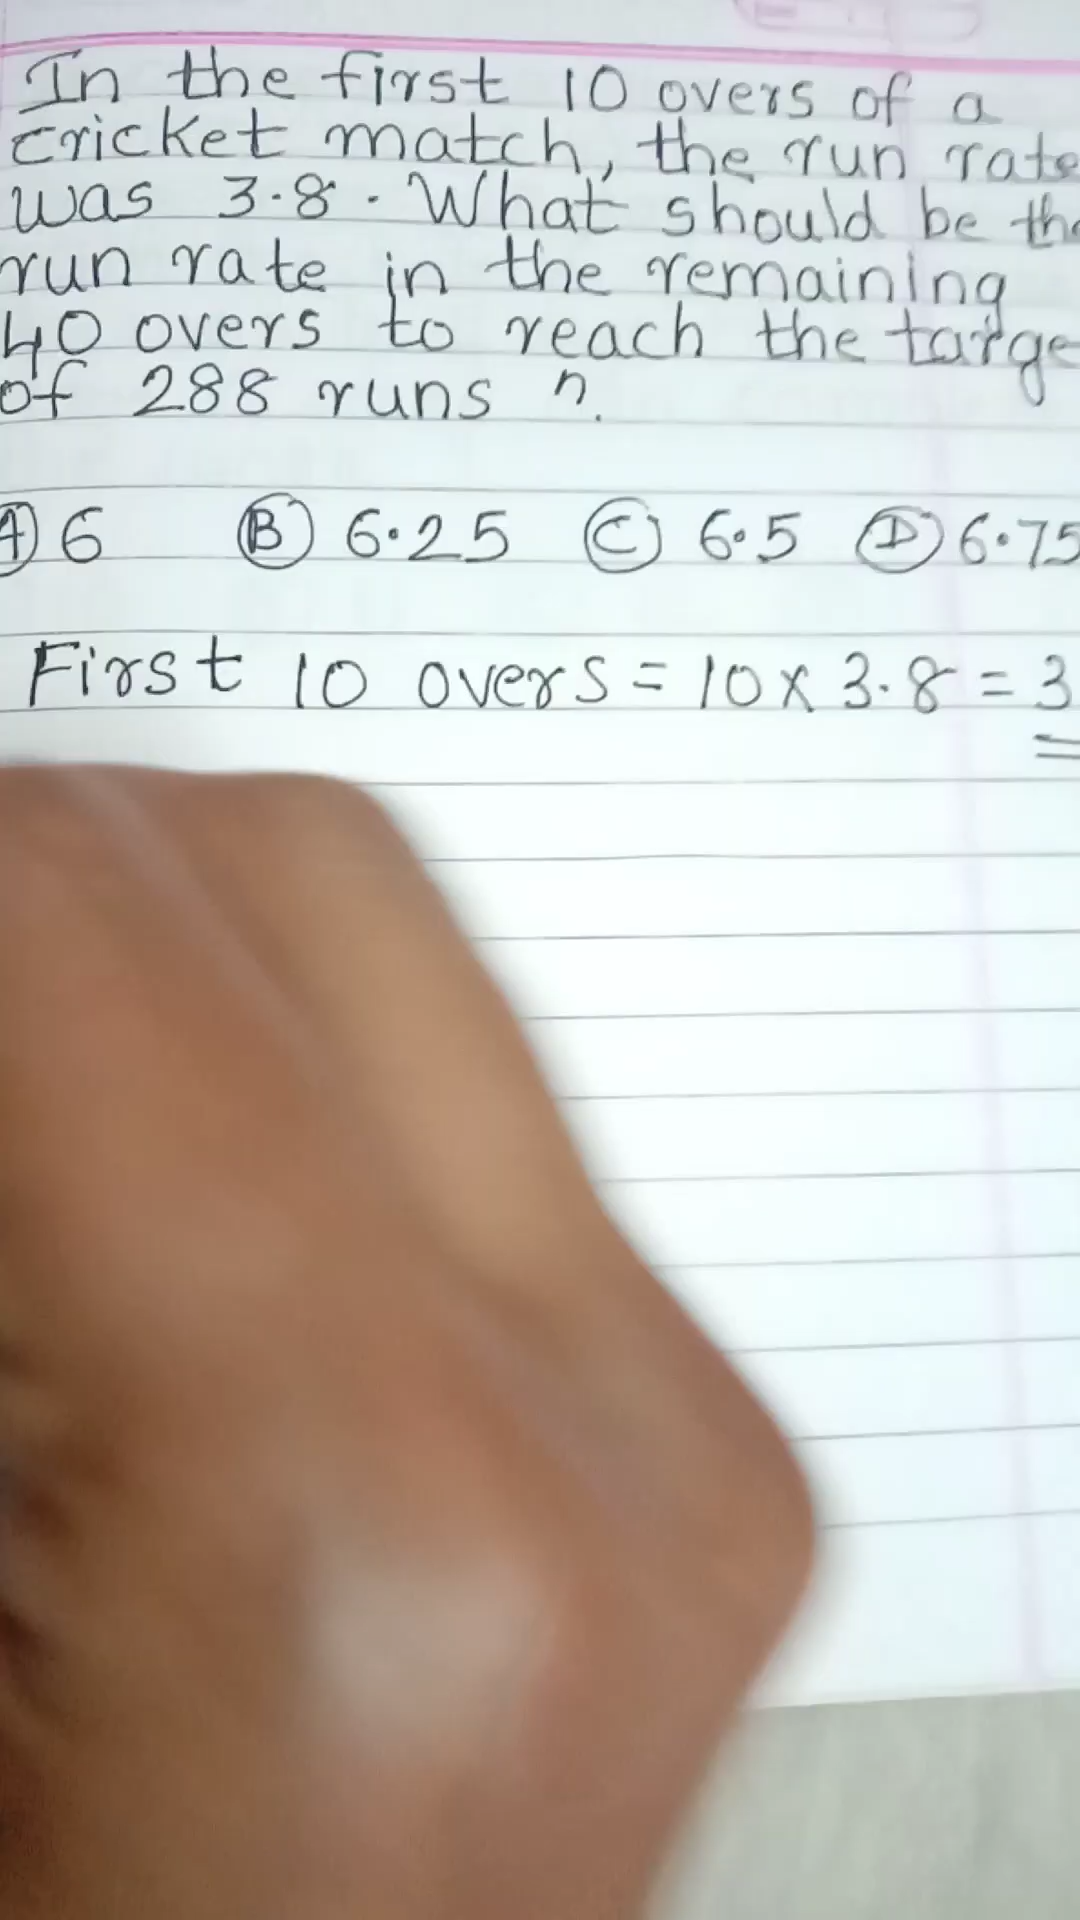 In the first 10 overs of a
cricket match, the run rate
was 3.8. What should be the
run rate in the remaining
40 overs to reach the targe
of 288 runs ?
A 6 B 6.25 C 6.5 D 6.75
First 10 overs = 10 x 3.8 = 3